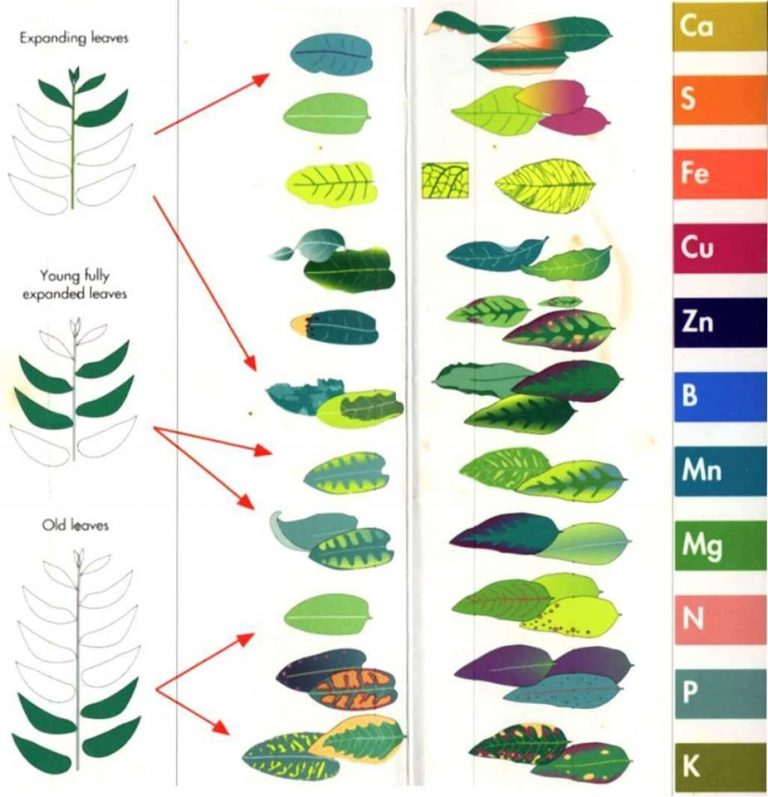 Expanding leaves
Young fully
expanded leaves
Old leaves
Ca
S
Fe
Cu
Zn
B
Mn
Mg
N
P
K